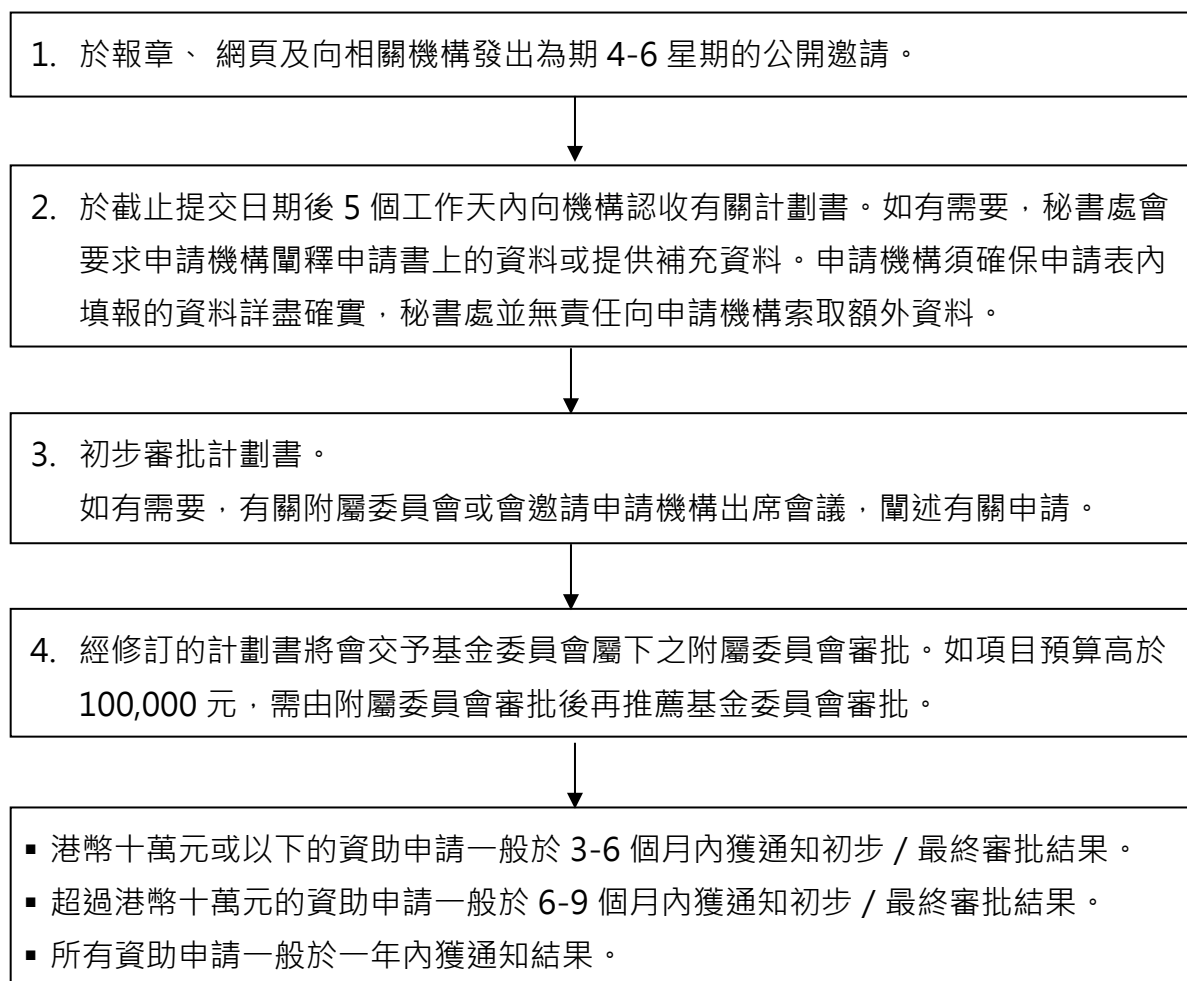 1. 於報章、 網頁及向相關機構發出為期 4-6 星期的公開邀請。
2. 於截止提交日期後 5 個工作天內向機構認收有關計劃書。如有需要，秘書處會
要求申請機構闡釋申請書上的資料或提供補充資料。申請機構須確保申請表內
填報的資料詳盡確實，秘書處並無責任向申請機構索取額外資料。
3. 初步審批計劃書。
如有需要，有關附屬委員會或會邀請申請機構出席會議，闡述有關申請。
4. 經修訂的計劃書將會交予基金委員會屬下之附屬委員會審批。如項目預算高於
100,000 元，需由附屬委員會審批後再推薦基金委員會審批。
▪ 港幣十萬元或以下的資助申請一般於 3-6 個月內獲通知初步 / 最終審批結果。
▪ 超過港幣十萬元的資助申請一般於 6-9 個月內獲通知初步 / 最終審批結果。
▪ 所有資助申請一般於一年內獲通知結果。